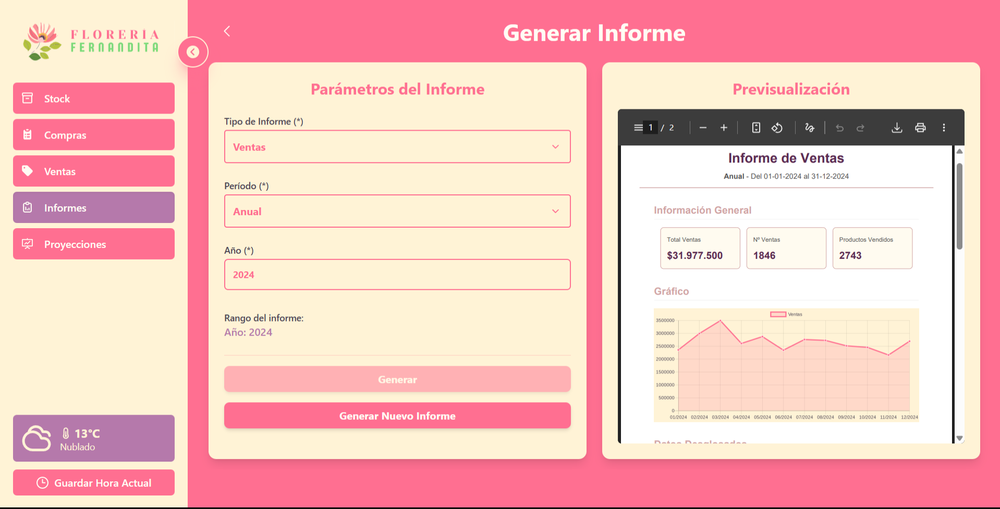 FLORERÍA
FERNANDITA
Stock
Compras
Ventas
Informes
Proyecciones
13°C
Nublado
Guardar Hora Actual
Generar Informe
Parámetros del Informe
Tipo de Informe (*)
Ventas
Período (*)
Anual
Año (*)
2024
Rango del informe:
Año: 2024
Generar
Generar Nuevo Informe
Previsualización
1 / 2
Informe de Ventas
Anual - Del 01-01-2024 al 31-12-2024
Información General
Total Ventas
$31.977.500
Nº Ventas
1846
Productos Vendidos
2743
Gráfico
Ventas
3500000
3000000
2500000
2000000
1500000
1000000
500000
0
01/2024 02/2024 03/2024 04/2024 05/2024 06/2024 07/2024 08/2024 09/2024 10/2024 11/2024 12/2024
Datos Desglosados